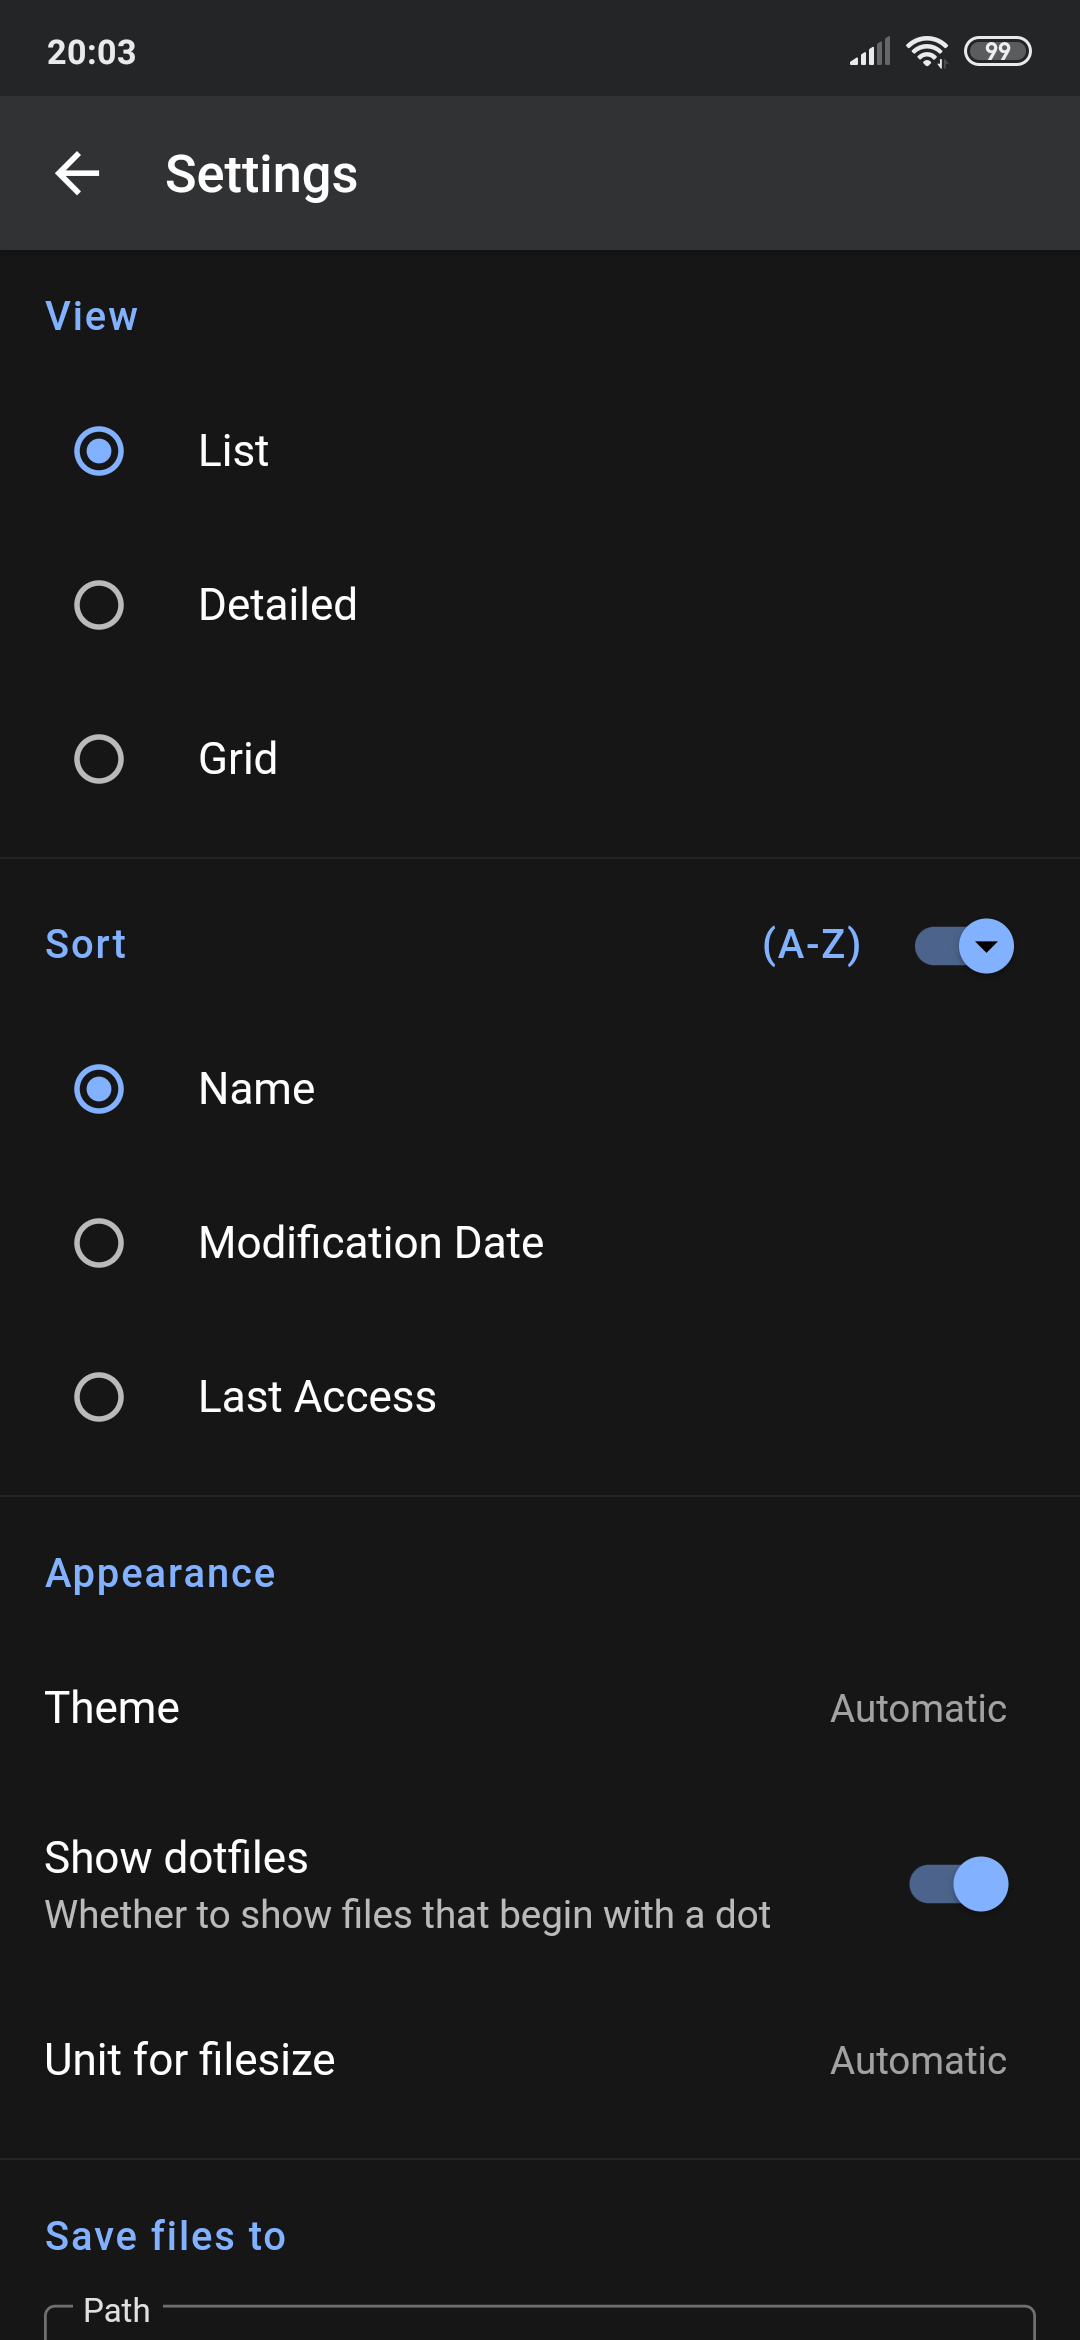 20:03
99
Settings
View
List
Detailed
Grid
Sort (A-Z)
Name
Modification Date
Last Access
Appearance
Theme Automatic
Show dotfiles
Whether to show files that begin with a dot
Unit for filesize Automatic
Save files to
Path